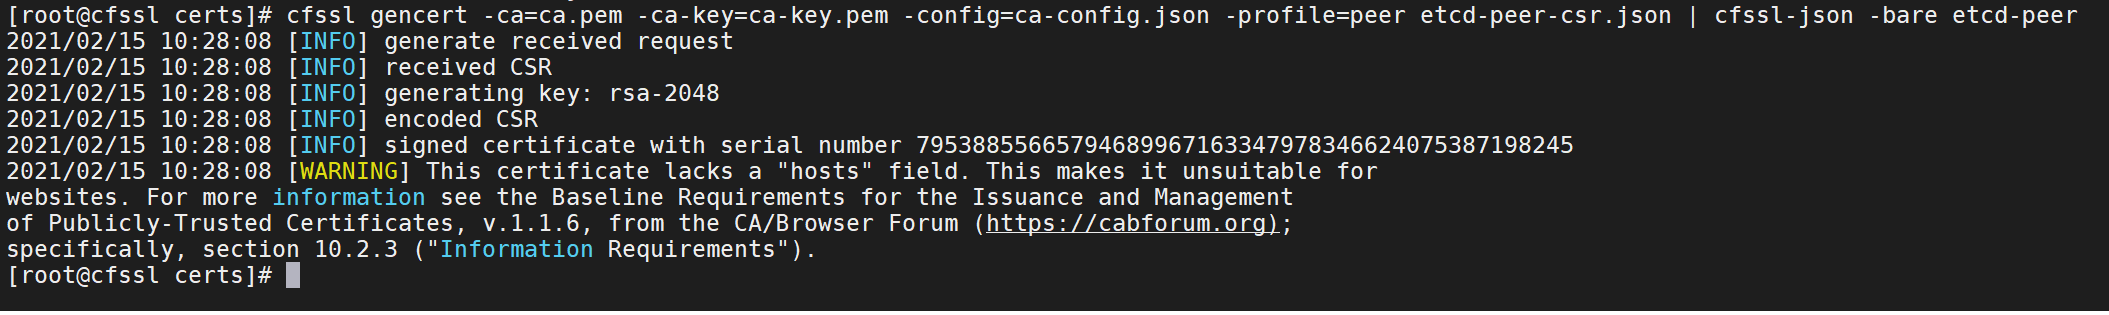 [root@cfssl certs]# cfssl gencert -ca=ca.pem -ca-key=ca-key.pem -config=ca-config.json -profile=peer etcd-peer-csr.json | cfssl-json -bare etcd-peer
2021/02/15 10:28:08 [INFO] generate received request
2021/02/15 10:28:08 [INFO] received CSR
2021/02/15 10:28:08 [INFO] generating key: rsa-2048
2021/02/15 10:28:08 [INFO] encoded CSR
2021/02/15 10:28:08 [INFO] signed certificate with serial number 79538855665794689967163347978346624075387198245
2021/02/15 10:28:08 [WARNING] This certificate lacks a "hosts" field. This makes it unsuitable for
websites. For more information see the Baseline Requirements for the Issuance and Management
of Publicly-Trusted Certificates, v.1.1.6, from the CA/Browser Forum (https://cabforum.org);
specifically, section 10.2.3 ("Information Requirements").
[root@cfssl certs]#